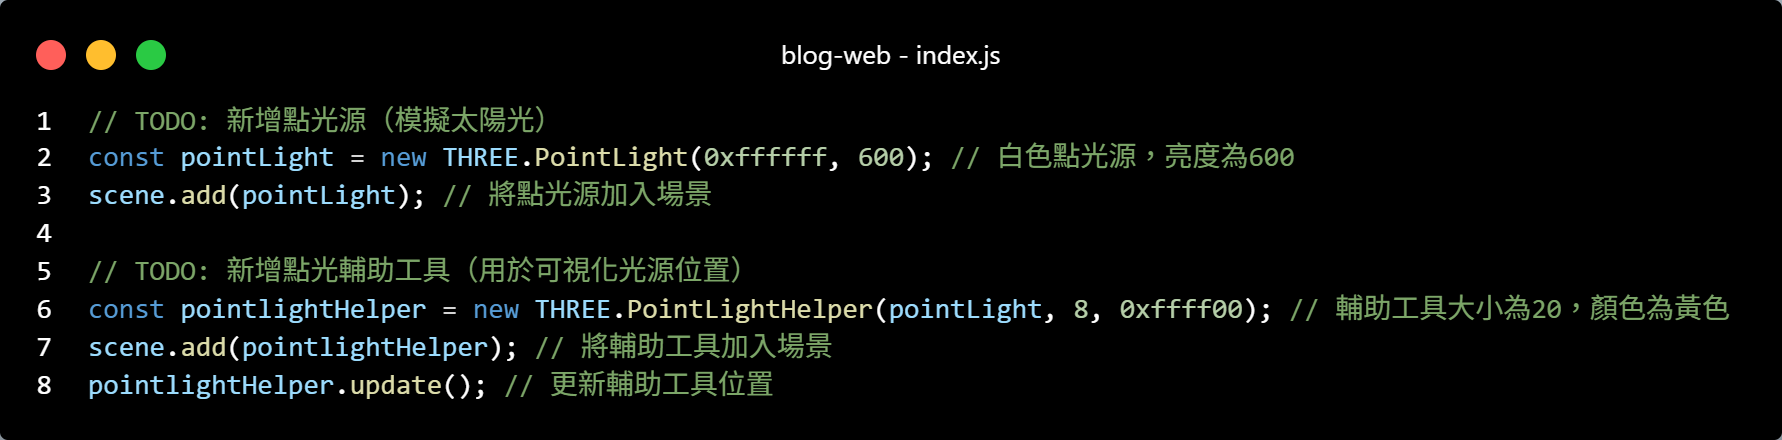 blog-web - index.js
1 // TODO: 新增點光源（模擬太陽光）
2 const pointLight = new THREE.PointLight(0xffffff, 600); // 白色點光源，亮度為600
3 scene.add(pointLight); // 將點光源加入場景
4
5 // TODO: 新增點光輔助工具（用於可視化光源位置）
6 const pointlightHelper = new THREE.PointLightHelper(pointLight, 8, 0xffff00); // 輔助工具大小為20，顏色為黃色
7 scene.add(pointlightHelper); // 將輔助工具加入場景
8 pointlightHelper.update(); // 更新輔助工具位置